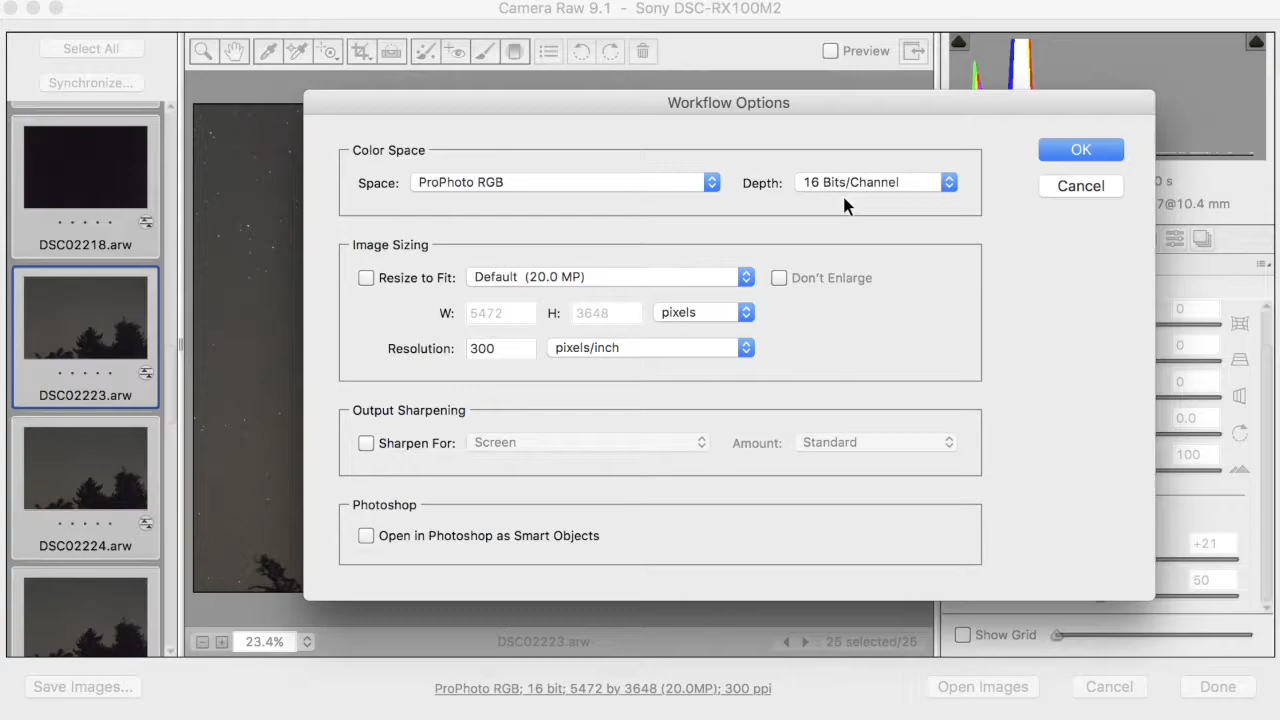 Camera Raw 9.1 - Sony DSC-RX100M2
Select All
Synchronize...
Preview
DSC02218.arw
DSC02223.arw
DSC02224.arw
Workflow Options
Color Space
Space: ProPhoto RGB Depth: 16 Bits/Channel
OK
Cancel
Image Sizing
Resize to Fit: Default (20.0 MP) Don't Enlarge
W: 5472 H: 3648 pixels
Resolution: 300 pixels/inch
Output Sharpening
Sharpen For: Screen Amount: Standard
Photoshop
Open in Photoshop as Smart Objects
0 s
7@10.4 mm
0
0
0
0.0
100
+21
50
Show Grid
23.4% DSC02223.arw 25 selected/25
Save Images... ProPhoto RGB; 16 bit; 5472 by 3648 (20.0MP); 300 ppi Open Images Cancel Done